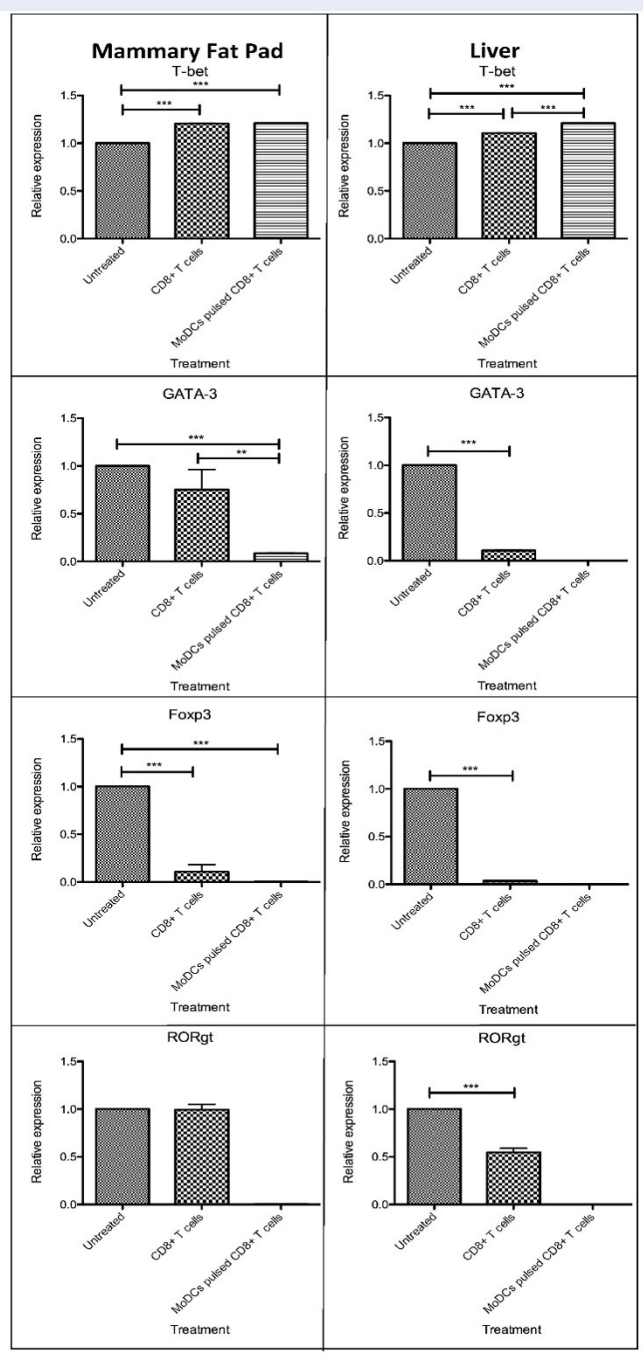 Mammary Fat Pad
T-bet
***
***
1.5
1.0
0.5
0.0
Relative expression
Untreated
CD8+ T cells
MoDCs pulsed CD8+ T cells
Treatment
Liver
T-bet
***
***
***
1.5
1.0
0.5
0.0
Relative expression
Untreated
CD8+ T cells
MoDCs pulsed CD8+ T cells
Treatment
GATA-3
***
**
1.5
1.0
0.5
0.0
Relative expression
Untreated
CD8+ T cells
MoDCs pulsed CD8+ T cells
Treatment
GATA-3
***
1.5
1.0
0.5
0.0
Relative expression
Untreated
CD8+ T cells
MoDCs pulsed CD8+ T cells
Treatment
Foxp3
***
***
1.5
1.0
0.5
0.0
Relative expression
Untreated
CD8+ T cells
MoDCs pulsed CD8+ T cells
Treatment
Foxp3
***
1.5
1.0
0.5
0.0
Relative expression
Untreated
CD8+ T cells
MoDCs pulsed CD8+ T cells
Treatment
RORgt
1.5
1.0
0.5
0.0
Relative expression
Untreated
CD8+ T cells
MoDCs pulsed CD8+ T cells
Treatment
RORgt
***
1.5
1.0
0.5
0.0
Relative expression
Untreated
CD8+ T cells
MoDCs pulsed CD8+ T cells
Treatment